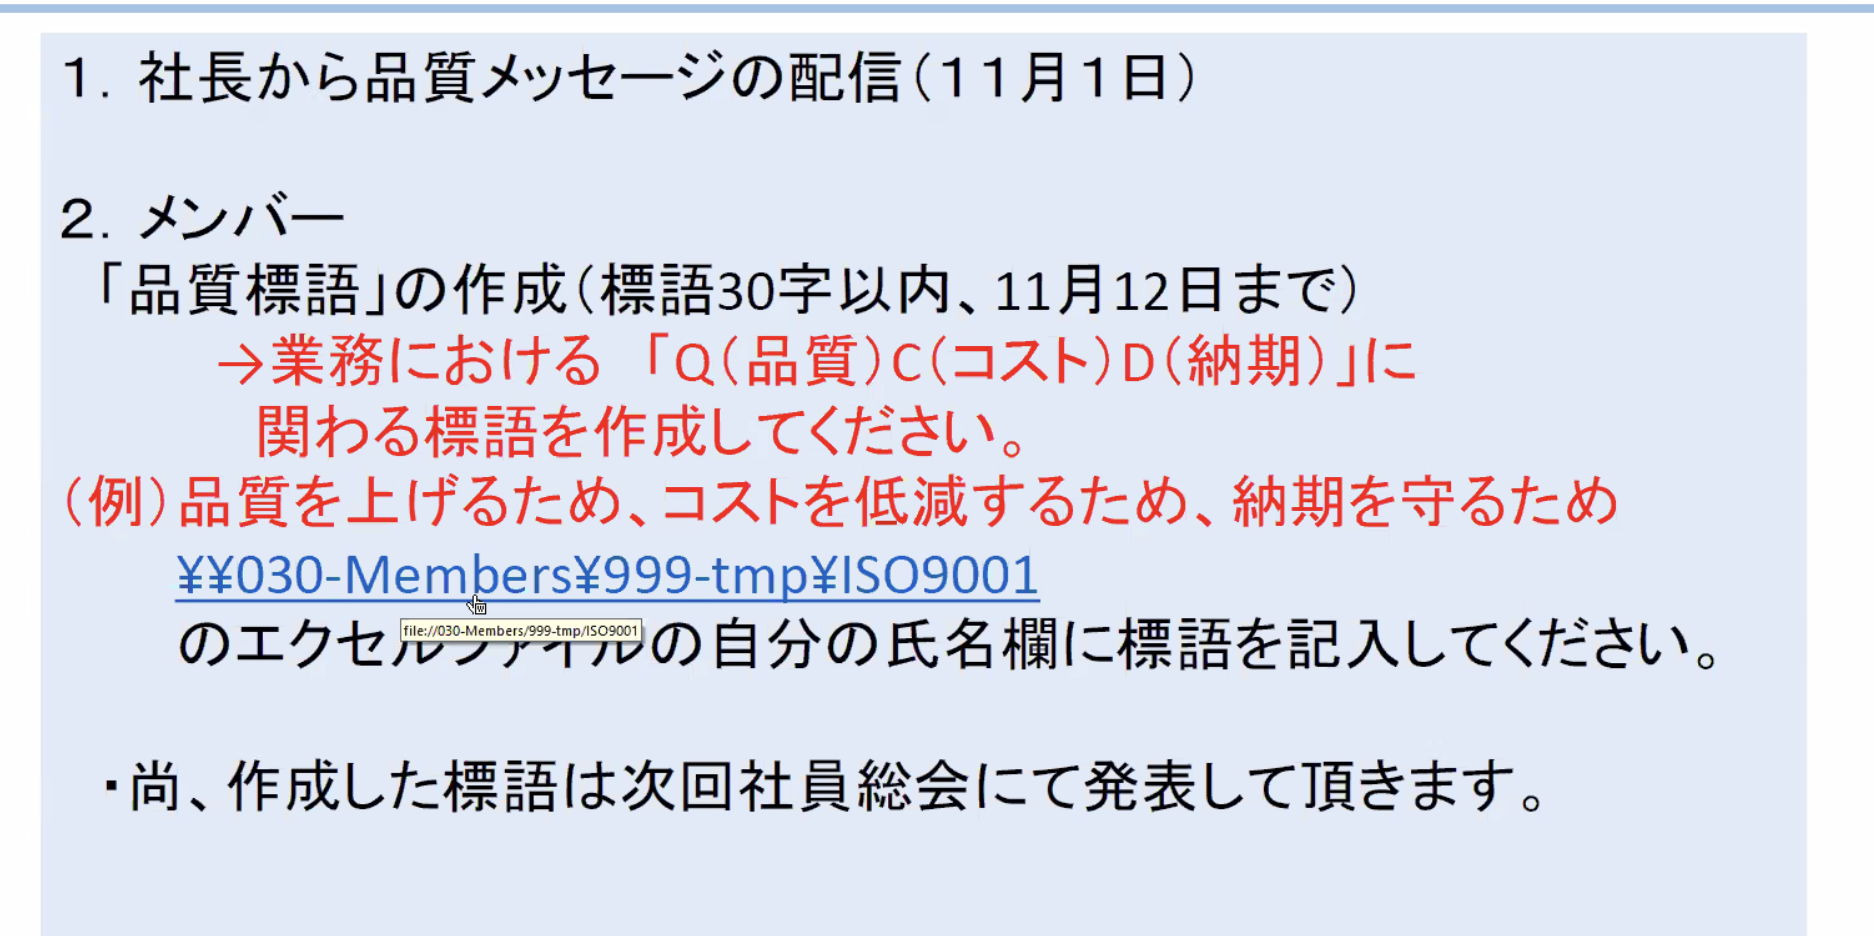 １．社長から品質メッセージの配信（１１月１日）
２．メンバー
「品質標語」の作成（標語30字以内、11月12日まで）
→業務における「Q（品質）C（コスト）D（納期）」に
関わる標語を作成してください。
（例）品質を上げるため、コストを低減するため、納期を守るため
¥¥030-Members¥999-tmp¥ISO9001
file://030-Members/999-tmp/ISO9001
のエクセルファイルの自分の氏名欄に標語を記入してください。
・尚、作成した標語は次回社員総会にて発表して頂きます。